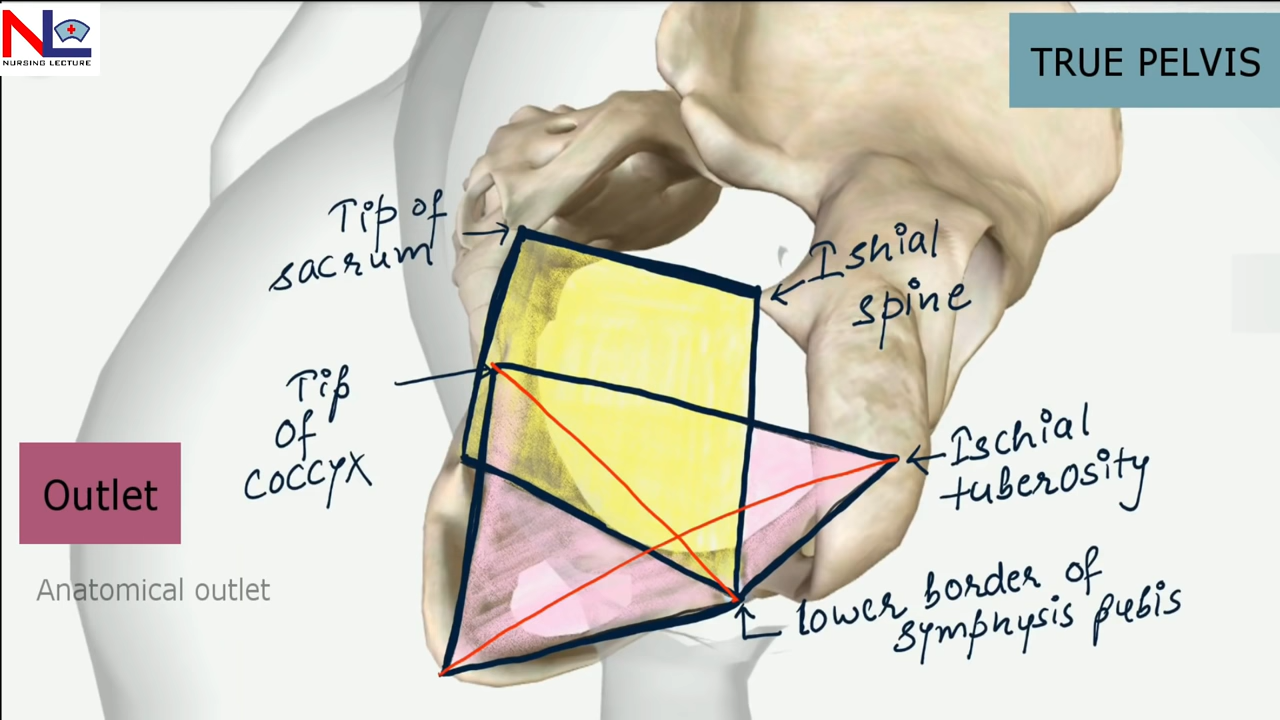 NL
NURSING LECTURE
TRUE PELVIS
Tip of
sacrum
Ishial
spine
Tip
of
coccyx
Ischial
tuberosity
Outlet
Anatomical outlet
lower border of
symphysis pubis